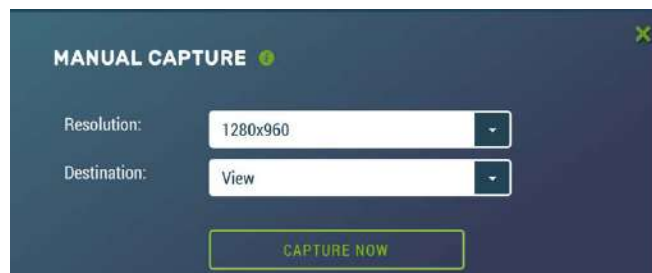 MANUAL CAPTURE
Resolution: 1280x960
Destination: View
CAPTURE NOW